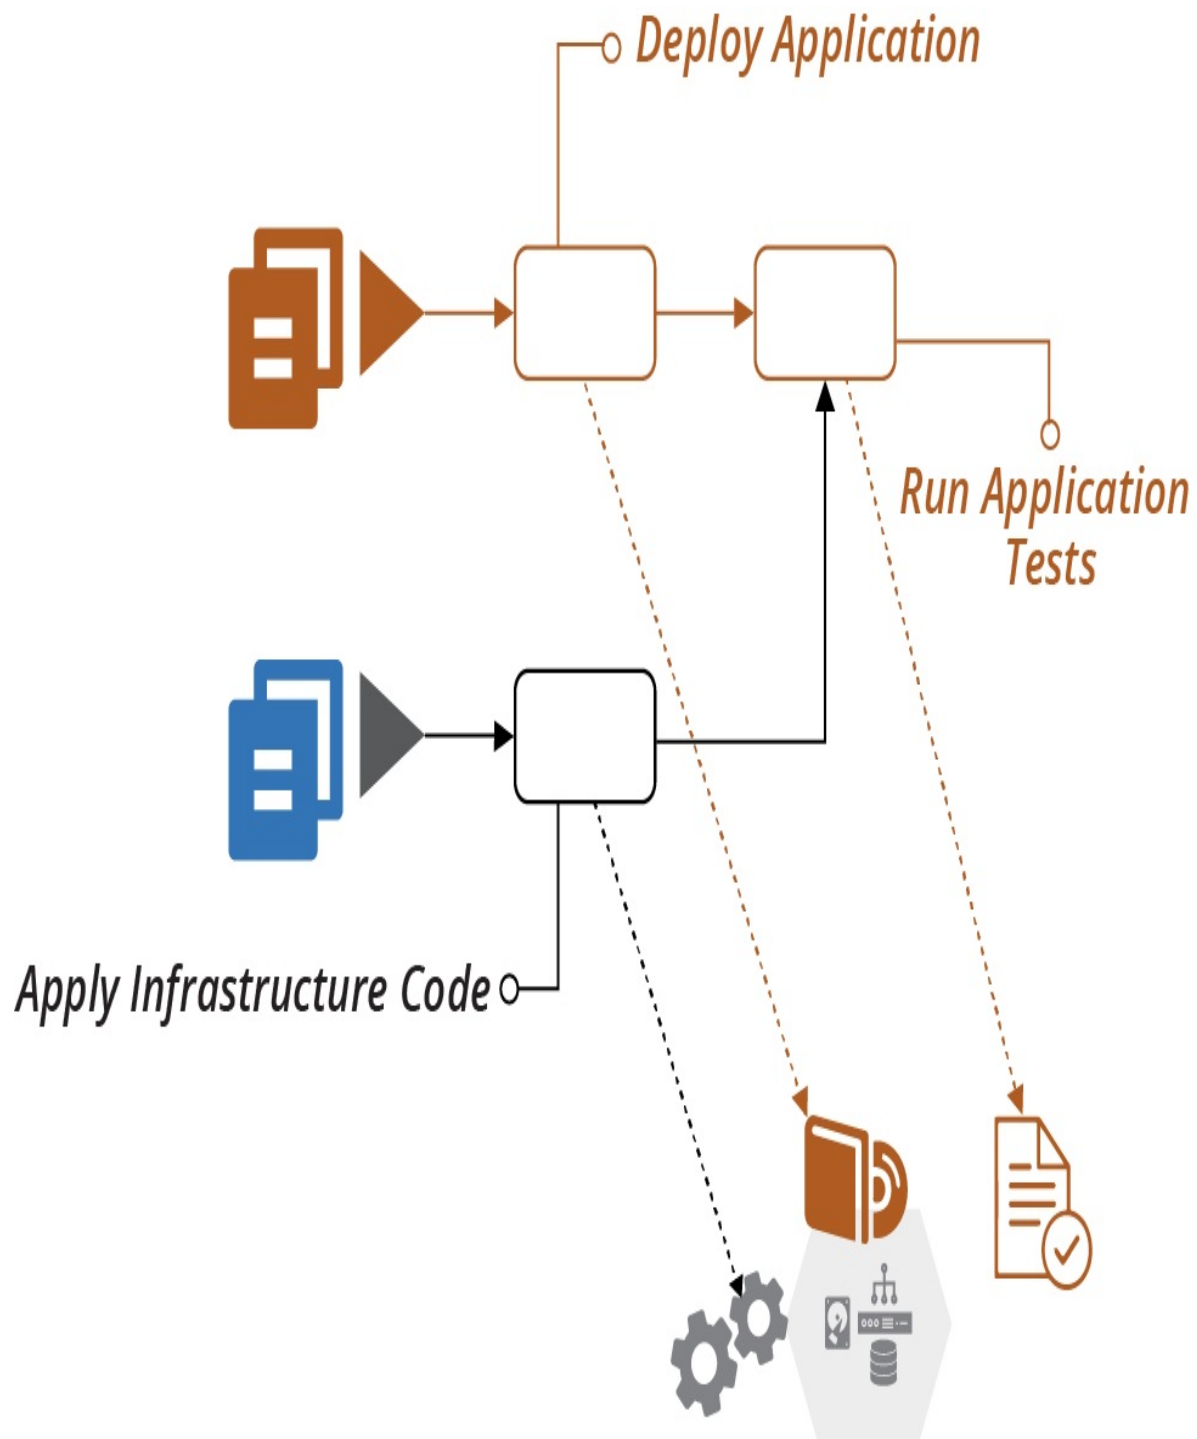 Deploy Application
Run Application
Tests
Apply Infrastructure Code